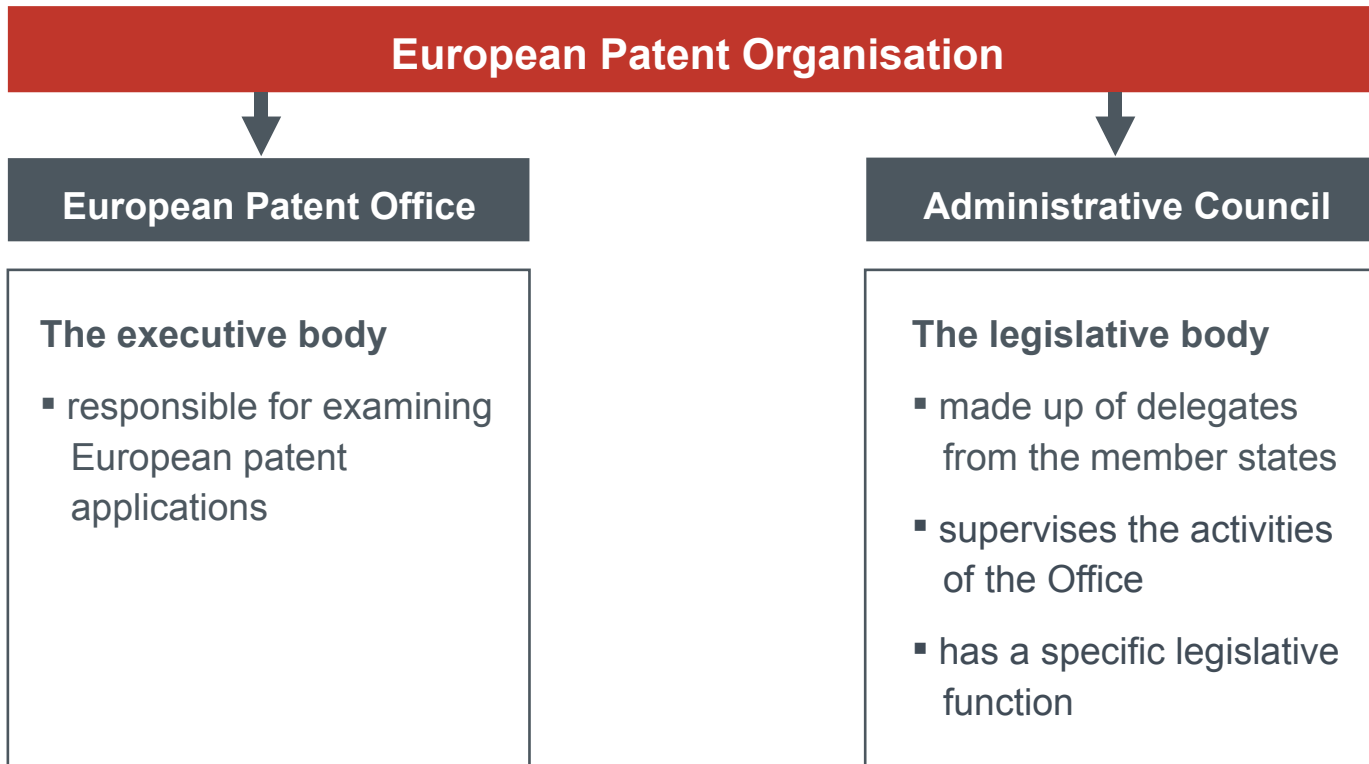 European Patent Organisation
European Patent Office
The executive body
▪ responsible for examining
European patent
applications
Administrative Council
The legislative body
▪ made up of delegates
from the member states
▪ supervises the activities
of the Office
▪ has a specific legislative
function